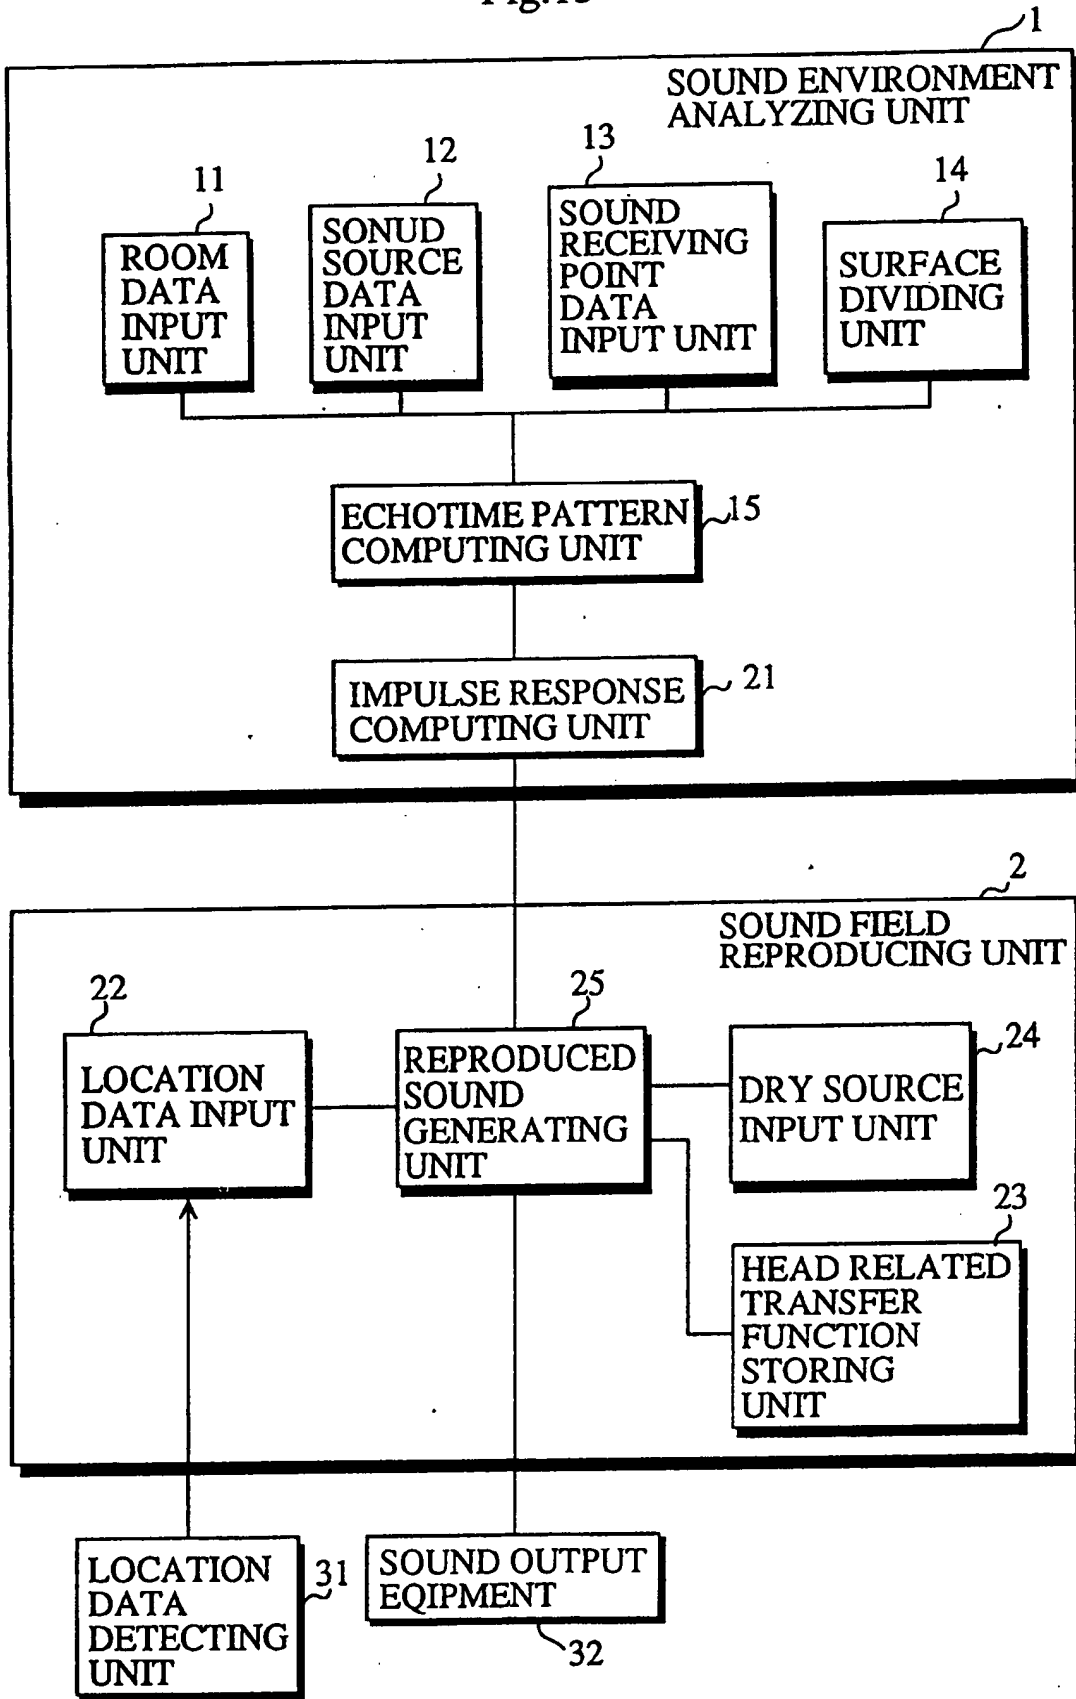 1
SOUND ENVIRONMENT
ANALYZING UNIT
11
ROOM
DATA
INPUT
UNIT
12
SONUD
SOURCE
DATA
INPUT
UNIT
13
SOUND
RECEIVING
POINT
DATA
INPUT UNIT
14
SURFACE
DIVIDING
UNIT
ECHOTIME PATTERN
COMPUTING UNIT
15
IMPULSE RESPONSE
COMPUTING UNIT
21
2
SOUND FIELD
REPRODUCING UNIT
22
LOCATION
DATA INPUT
UNIT
25
REPRODUCED
SOUND
GENERATING
UNIT
24
DRY SOURCE
INPUT UNIT
23
HEAD RELATED
TRANSFER
FUNCTION
STORING
UNIT
LOCATION
DATA
DETECTING
UNIT
31
SOUND OUTPUT
EQIPMENT
32